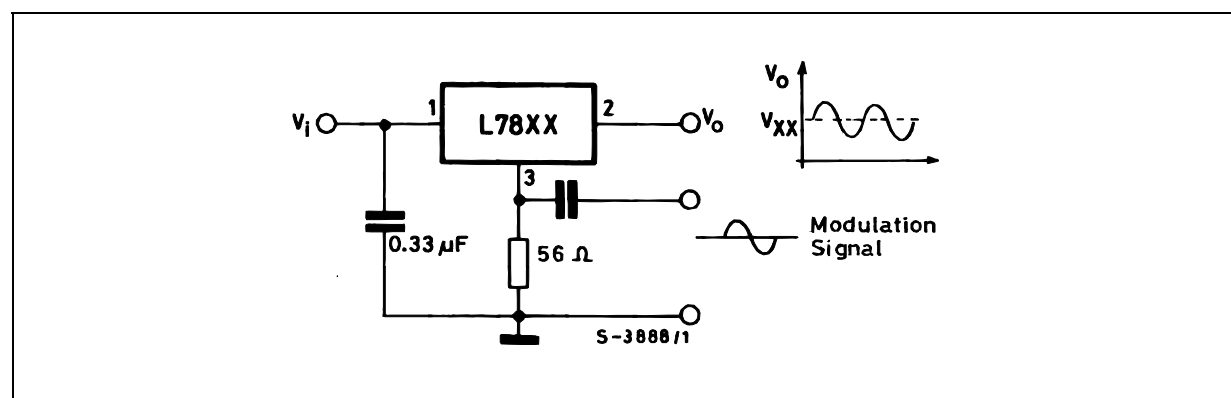 Vi
1
L78XX
2
Vo
3
0.33 µF
56 Ω
S-3888/1
Vo
VXX
Modulation
Signal